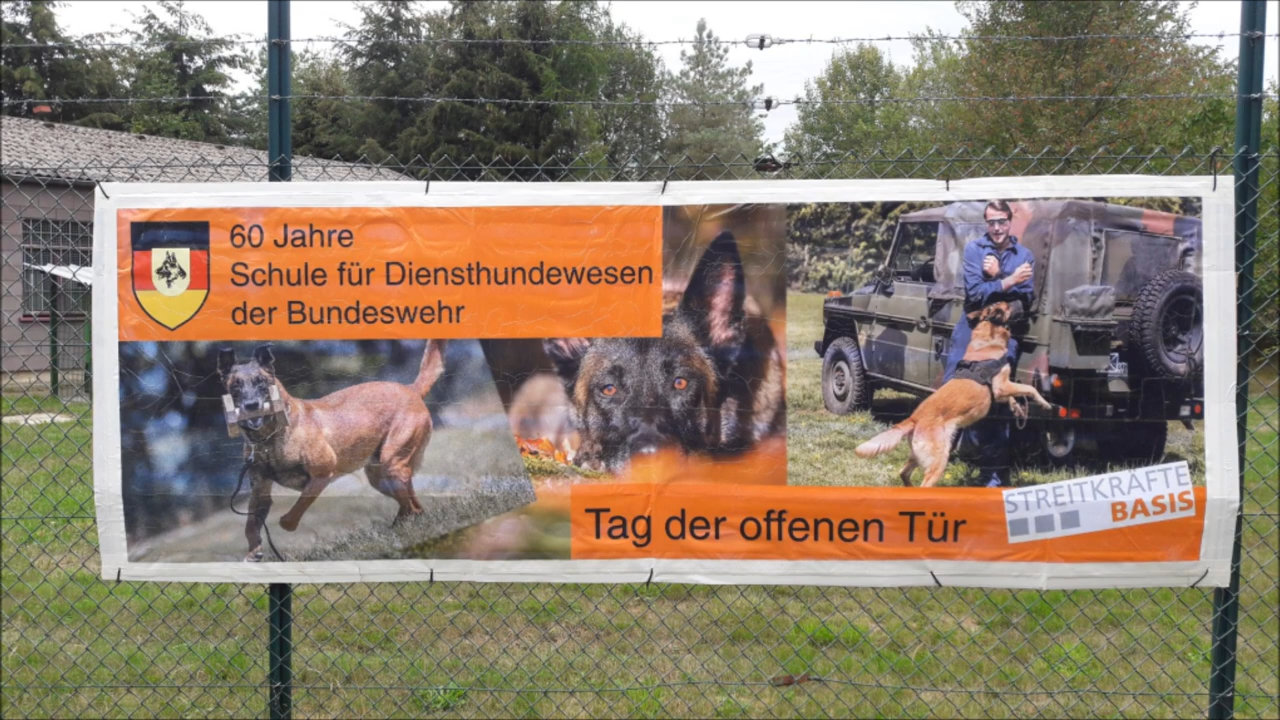 60 Jahre
Schule für Diensthundewesen
der Bundeswehr
Tag der offenen Tür
STREITKRÄFTE
BASIS